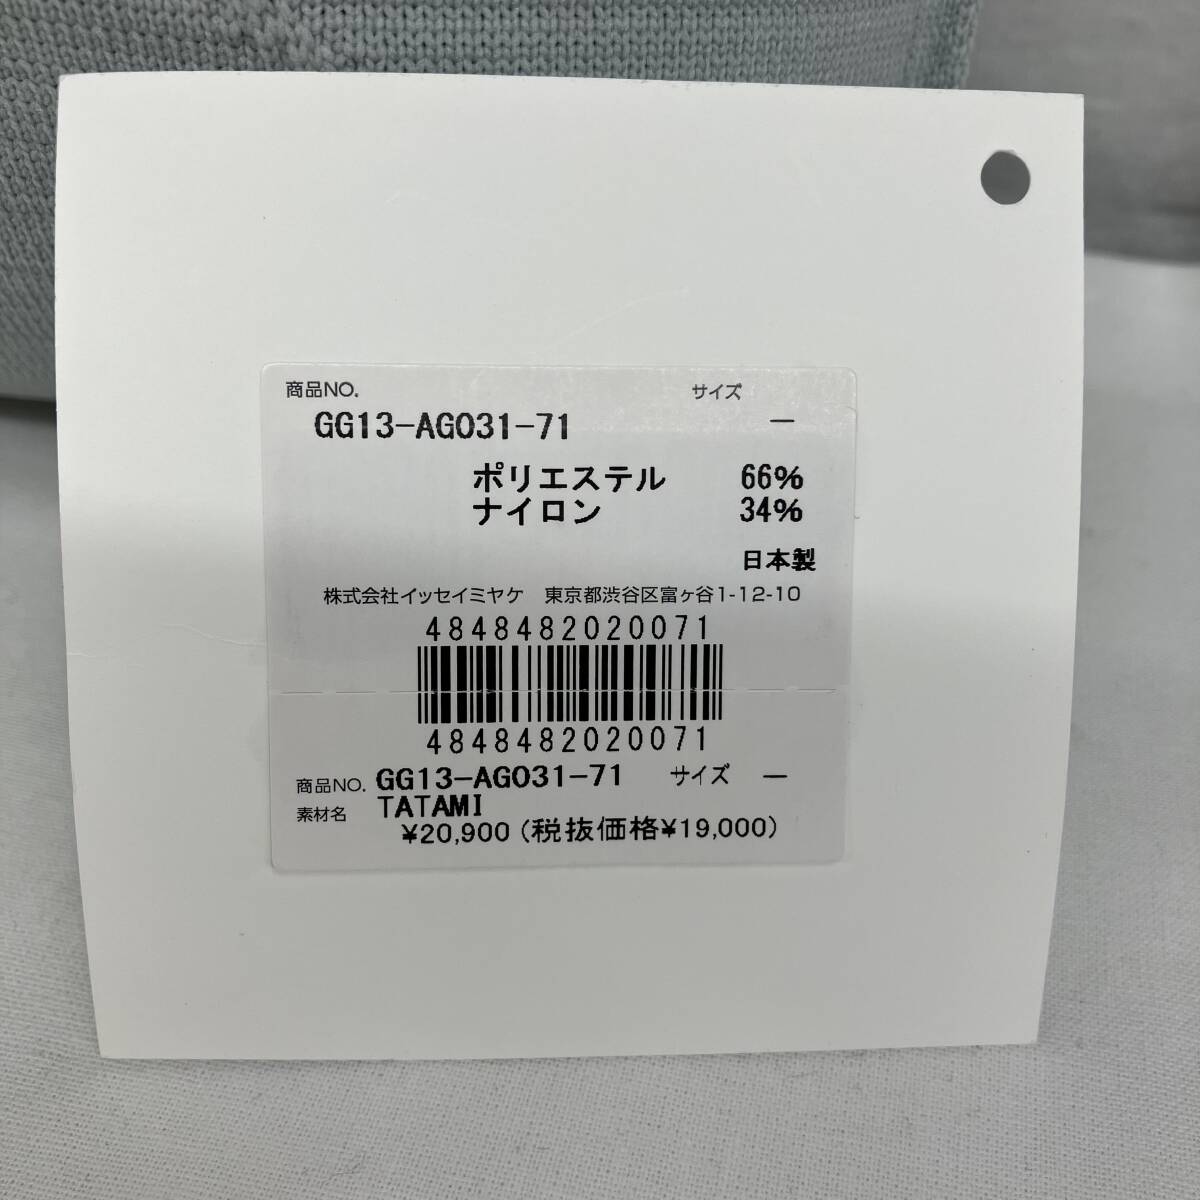 商品NO. サイズ
GG13-AG031-71 —
ポリエステル 66%
ナイロン 34%
日本製
株式会社イッセイミヤケ 東京都渋谷区富ヶ谷1-12-10
4848482020071
4848482020071
商品NO. GG13-AG031-71 サイズ —
素材名 TATAMI
¥20,900(税抜価格¥19,000)